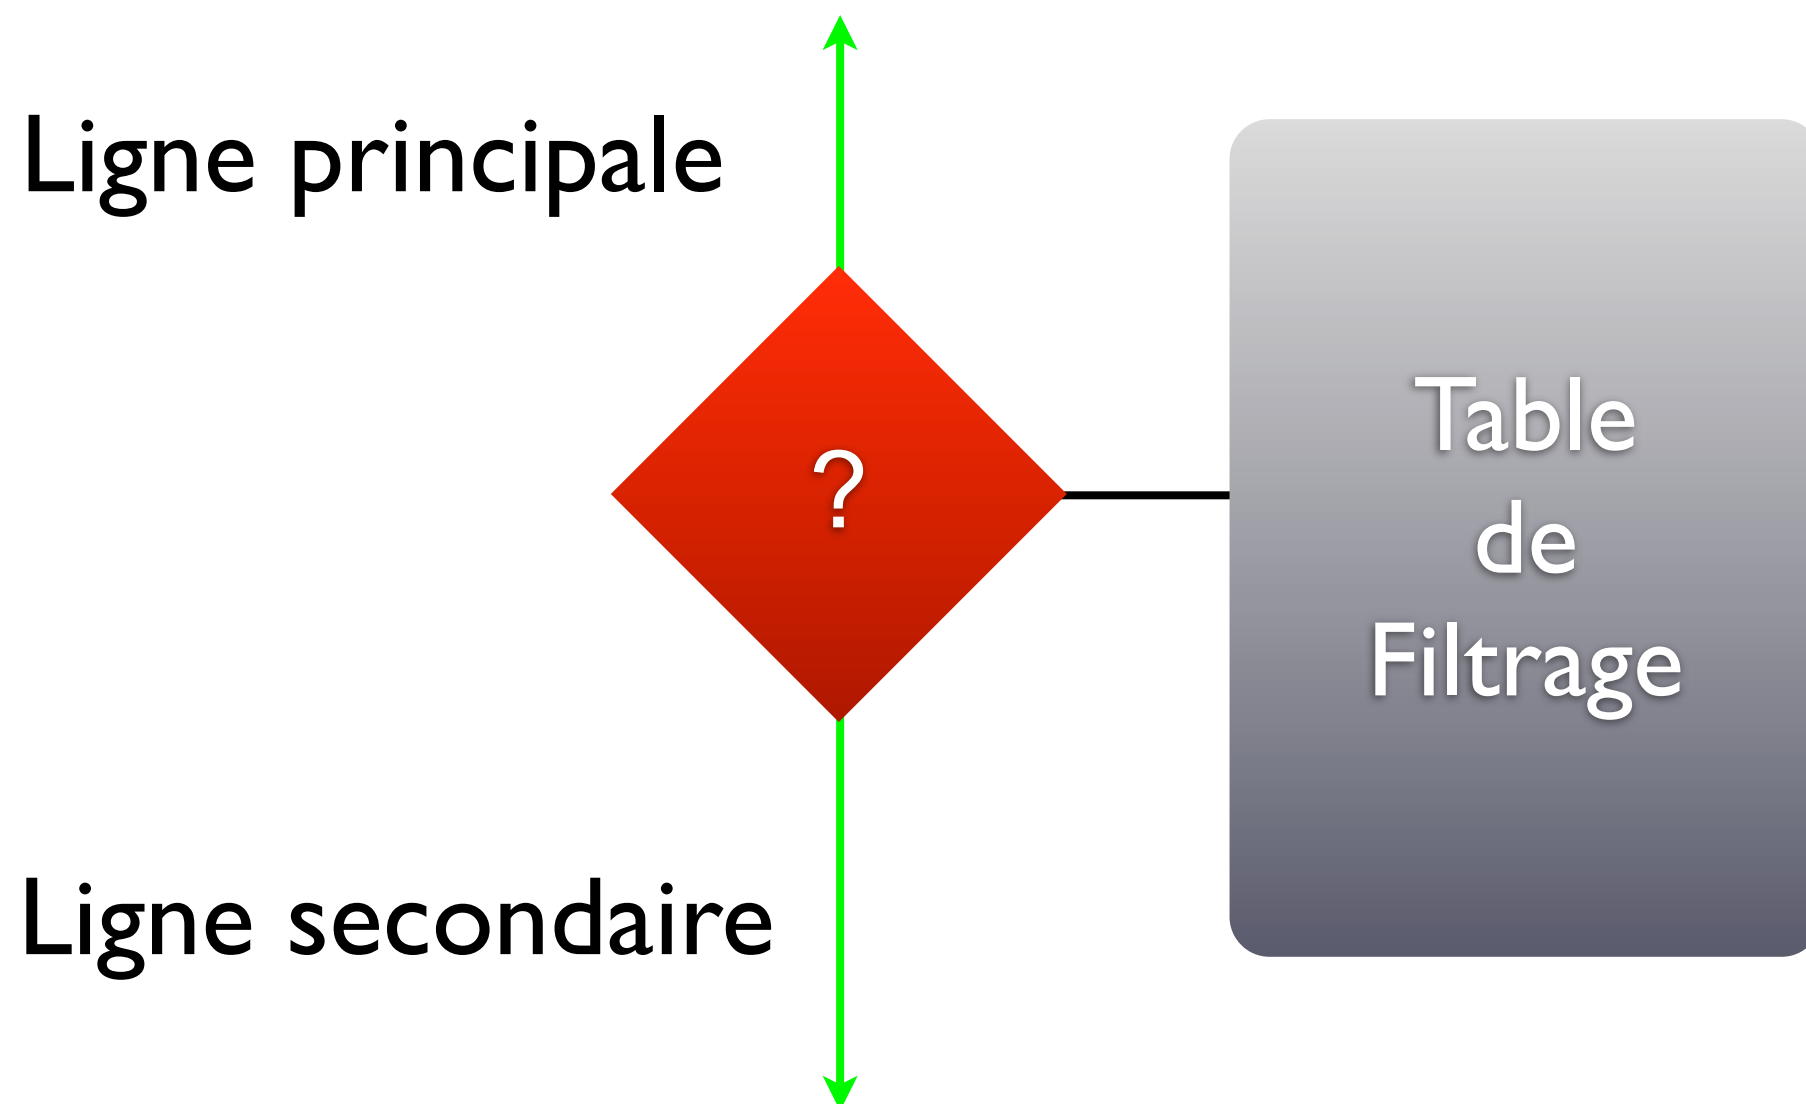 Ligne principale
?
Table
de
Filtrage
Ligne secondaire